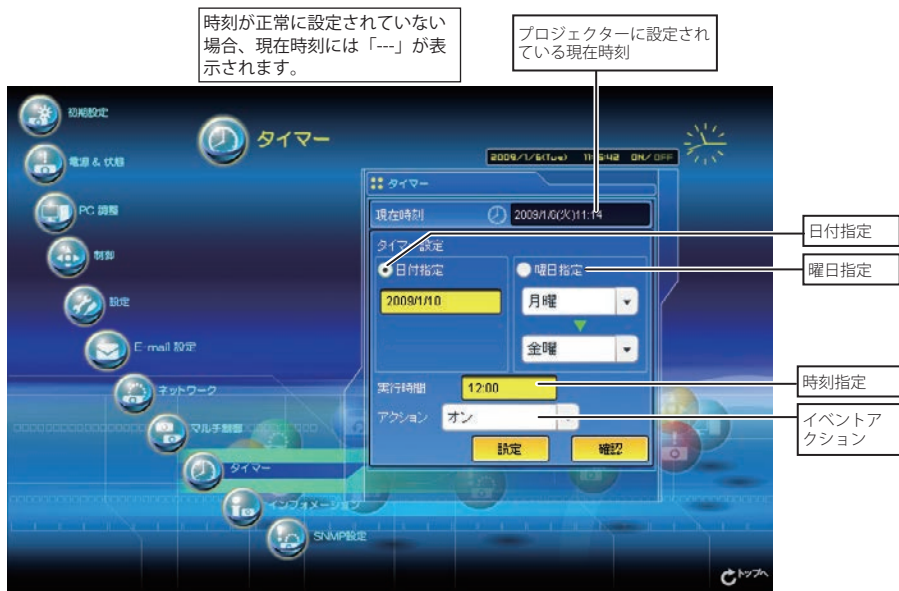 時刻が正常に設定されていない
場合、現在時刻には「---」が表
示されます。
プロジェクターに設定され
ている現在時刻
初期設定
電源 & 状態
PC 調整
制御
設定
E-mail 設定
ネットワーク
マルチ制御
タイマー
インフォメーション
SNMP設定
タイマー
2009/1/6(Tue) 11:15:42 ON/OFF
タイマー
現在時刻
2009/1/6(火)11:14
タイマー設定
日付指定
曜日指定
2009/1/10
月曜
金曜
実行時間
12:00
アクション
オン
設定
確認
日付指定
曜日指定
時刻指定
イベントア
クション
トップへ